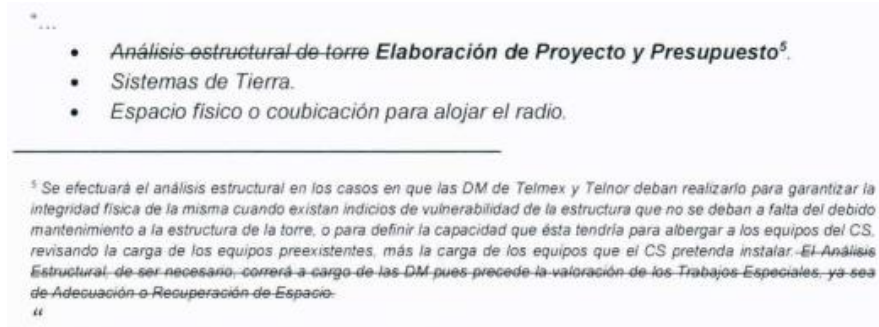 "...
• Análisis estructural de torre Elaboración de Proyecto y Presupuesto⁵.
• Sistemas de Tierra.
• Espacio físico o coubicación para alojar el radio.
⁵ Se efectuará el análisis estructural en los casos en que las DM de Telmex y Telnor deban realizarlo para garantizar la
integridad física de la misma cuando existan indicios de vulnerabilidad de la estructura que no se deban a falta del debido
mantenimiento a la estructura de la torre, o para definir la capacidad que ésta tendría para albergar a los equipos del CS,
revisando la carga de los equipos preexistentes, más la carga de los equipos que el CS pretenda instalar. El Análisis
Estructural, de ser necesario, correrá a cargo de las DM pues precede la valoración de los Trabajos Especiales, ya sea
de Adecuación o Recuperación de Espacio.
“